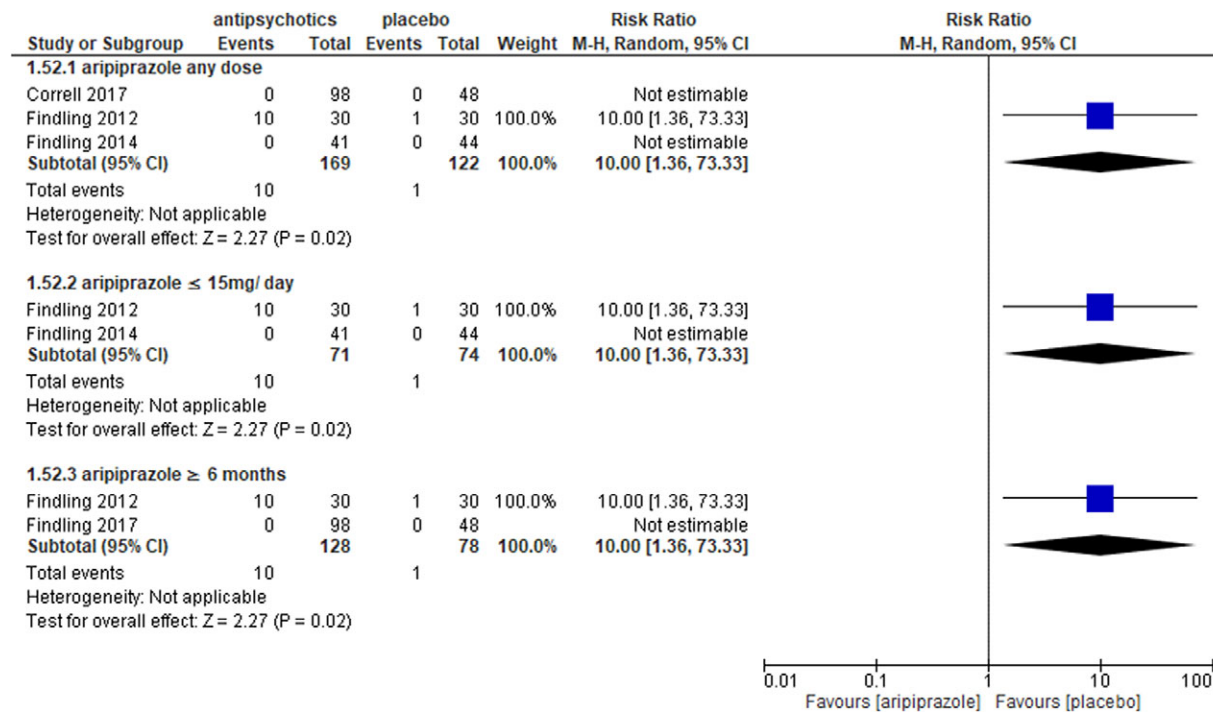 antipsychotics placebo Risk Ratio Risk Ratio
Study or Subgroup Events Total Events Total Weight M-H, Random, 95% CI M-H, Random, 95% CI
1.52.1 aripiprazole any dose
Correll 2017 0 98 0 48 Not estimable
Findling 2012 10 30 1 30 100.0% 10.00 [1.36, 73.33]
Findling 2014 0 41 0 44 Not estimable
Subtotal (95% CI) 169 122 100.0% 10.00 [1.36, 73.33]
Total events 10 1
Heterogeneity: Not applicable
Test for overall effect: Z = 2.27 (P = 0.02)
1.52.2 aripiprazole ≤ 15mg/ day
Findling 2012 10 30 1 30 100.0% 10.00 [1.36, 73.33]
Findling 2014 0 41 0 44 Not estimable
Subtotal (95% CI) 71 74 100.0% 10.00 [1.36, 73.33]
Total events 10 1
Heterogeneity: Not applicable
Test for overall effect: Z = 2.27 (P = 0.02)
1.52.3 aripiprazole ≥ 6 months
Findling 2012 10 30 1 30 100.0% 10.00 [1.36, 73.33]
Findling 2017 0 98 0 48 Not estimable
Subtotal (95% CI) 128 78 100.0% 10.00 [1.36, 73.33]
Total events 10 1
Heterogeneity: Not applicable
Test for overall effect: Z = 2.27 (P = 0.02)
0.01 0.1 1 10 100
Favours [aripiprazole] Favours [placebo]